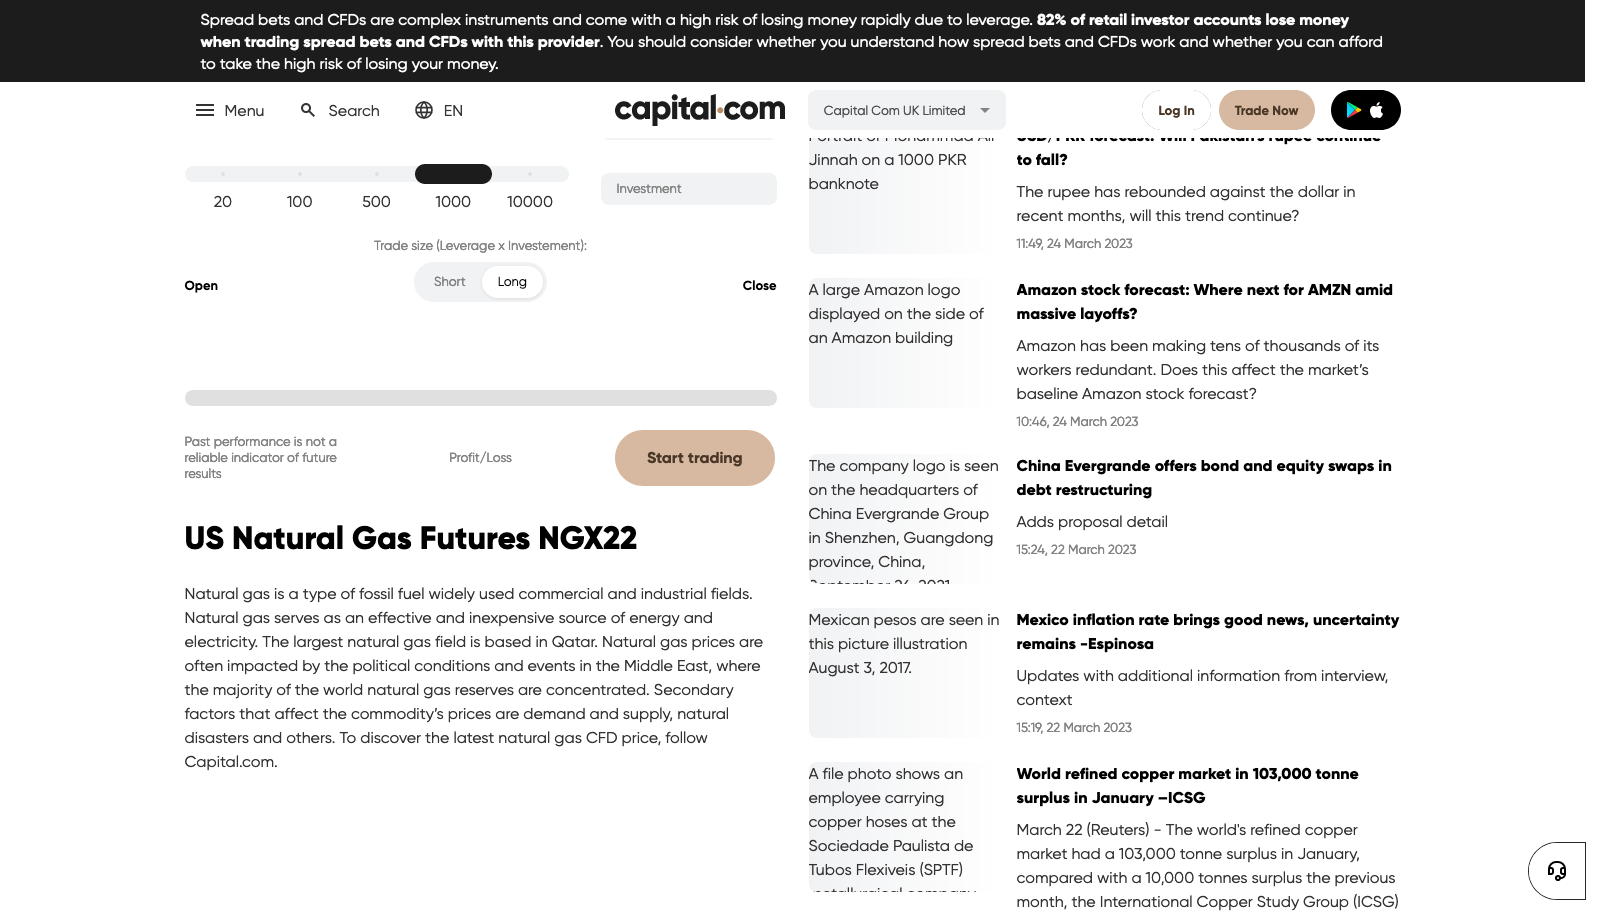 Spread bets and CFDs are complex instruments and come with a high risk of losing money rapidly due to leverage. 82% of retail investor accounts lose money
when trading spread bets and CFDs with this provider. You should consider whether you understand how spread bets and CFDs work and whether you can afford
to take the high risk of losing your money.
Menu
Search
EN
capital.com
Capital Com UK Limited
Log In
Trade Now
20
100
500
1000
10000
Investment
Trade size (Leverage x Investement):
Open
Short
Long
Close
Past performance is not a
reliable indicator of future
results
Profit/Loss
Start trading
US Natural Gas Futures NGX22
Natural gas is a type of fossil fuel widely used commercial and industrial fields.
Natural gas serves as an effective and inexpensive source of energy and
electricity. The largest natural gas field is based in Qatar. Natural gas prices are
often impacted by the political conditions and events in the Middle East, where
the majority of the world natural gas reserves are concentrated. Secondary
factors that affect the commodity's prices are demand and supply, natural
disasters and others. To discover the latest natural gas CFD price, follow
Capital.com.
Portrait of Mohammad Ali
Jinnah on a 1000 PKR
banknote
USD/PKR forecast: Will Pakistan's rupee continue
to fall?
The rupee has rebounded against the dollar in
recent months, will this trend continue?
11:49, 24 March 2023
A large Amazon logo
displayed on the side of
an Amazon building
Amazon stock forecast: Where next for AMZN amid
massive layoffs?
Amazon has been making tens of thousands of its
workers redundant. Does this affect the market's
baseline Amazon stock forecast?
10:46, 24 March 2023
The company logo is seen
on the headquarters of
China Evergrande Group
in Shenzhen, Guangdong
province, China,
September 26, 2021
China Evergrande offers bond and equity swaps in
debt restructuring
Adds proposal detail
15:24, 22 March 2023
Mexican pesos are seen in
this picture illustration
August 3, 2017.
Mexico inflation rate brings good news, uncertainty
remains -Espinosa
Updates with additional information from interview,
context
15:19, 22 March 2023
A file photo shows an
employee carrying
copper hoses at the
Sociedade Paulista de
Tubos Flexiveis (SPTF)
metallurgical company
World refined copper market in 103,000 tonne
surplus in January –ICSG
March 22 (Reuters) - The world's refined copper
market had a 103,000 tonne surplus in January,
compared with a 10,000 tonnes surplus the previous
month, the International Copper Study Group (ICSG)